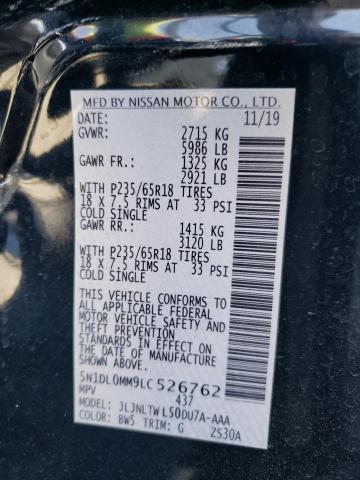 MFD BY NISSAN MOTOR CO., LTD.
DATE: 11/19
GVWR: 2715 KG
5986 LB
GAWR FR.: 1325 KG
2921 LB
WITH P235/65R18 TIRES
18 X 7.5 RIMS AT 33 PSI
COLD SINGLE
GAWR RR.: 1415 KG
3120 LB
WITH P235/65R18 TIRES
18 X 7.5 RIMS AT 33 PSI
COLD SINGLE
THIS VEHICLE CONFORMS TO
ALL APPLICABLE FEDERAL
MOTOR VEHICLE SAFETY AND
THEFT PREVENTION
STANDARDS IN EFFECT ON
THE DATE OF MANUFACTURE
SHOWN ABOVE.
5N1DL0MM9LC526762
MPV 437
MODEL: JLJNLTWL50DU7A-AAA
COLOR: BW5 TRIM: G ZS30A